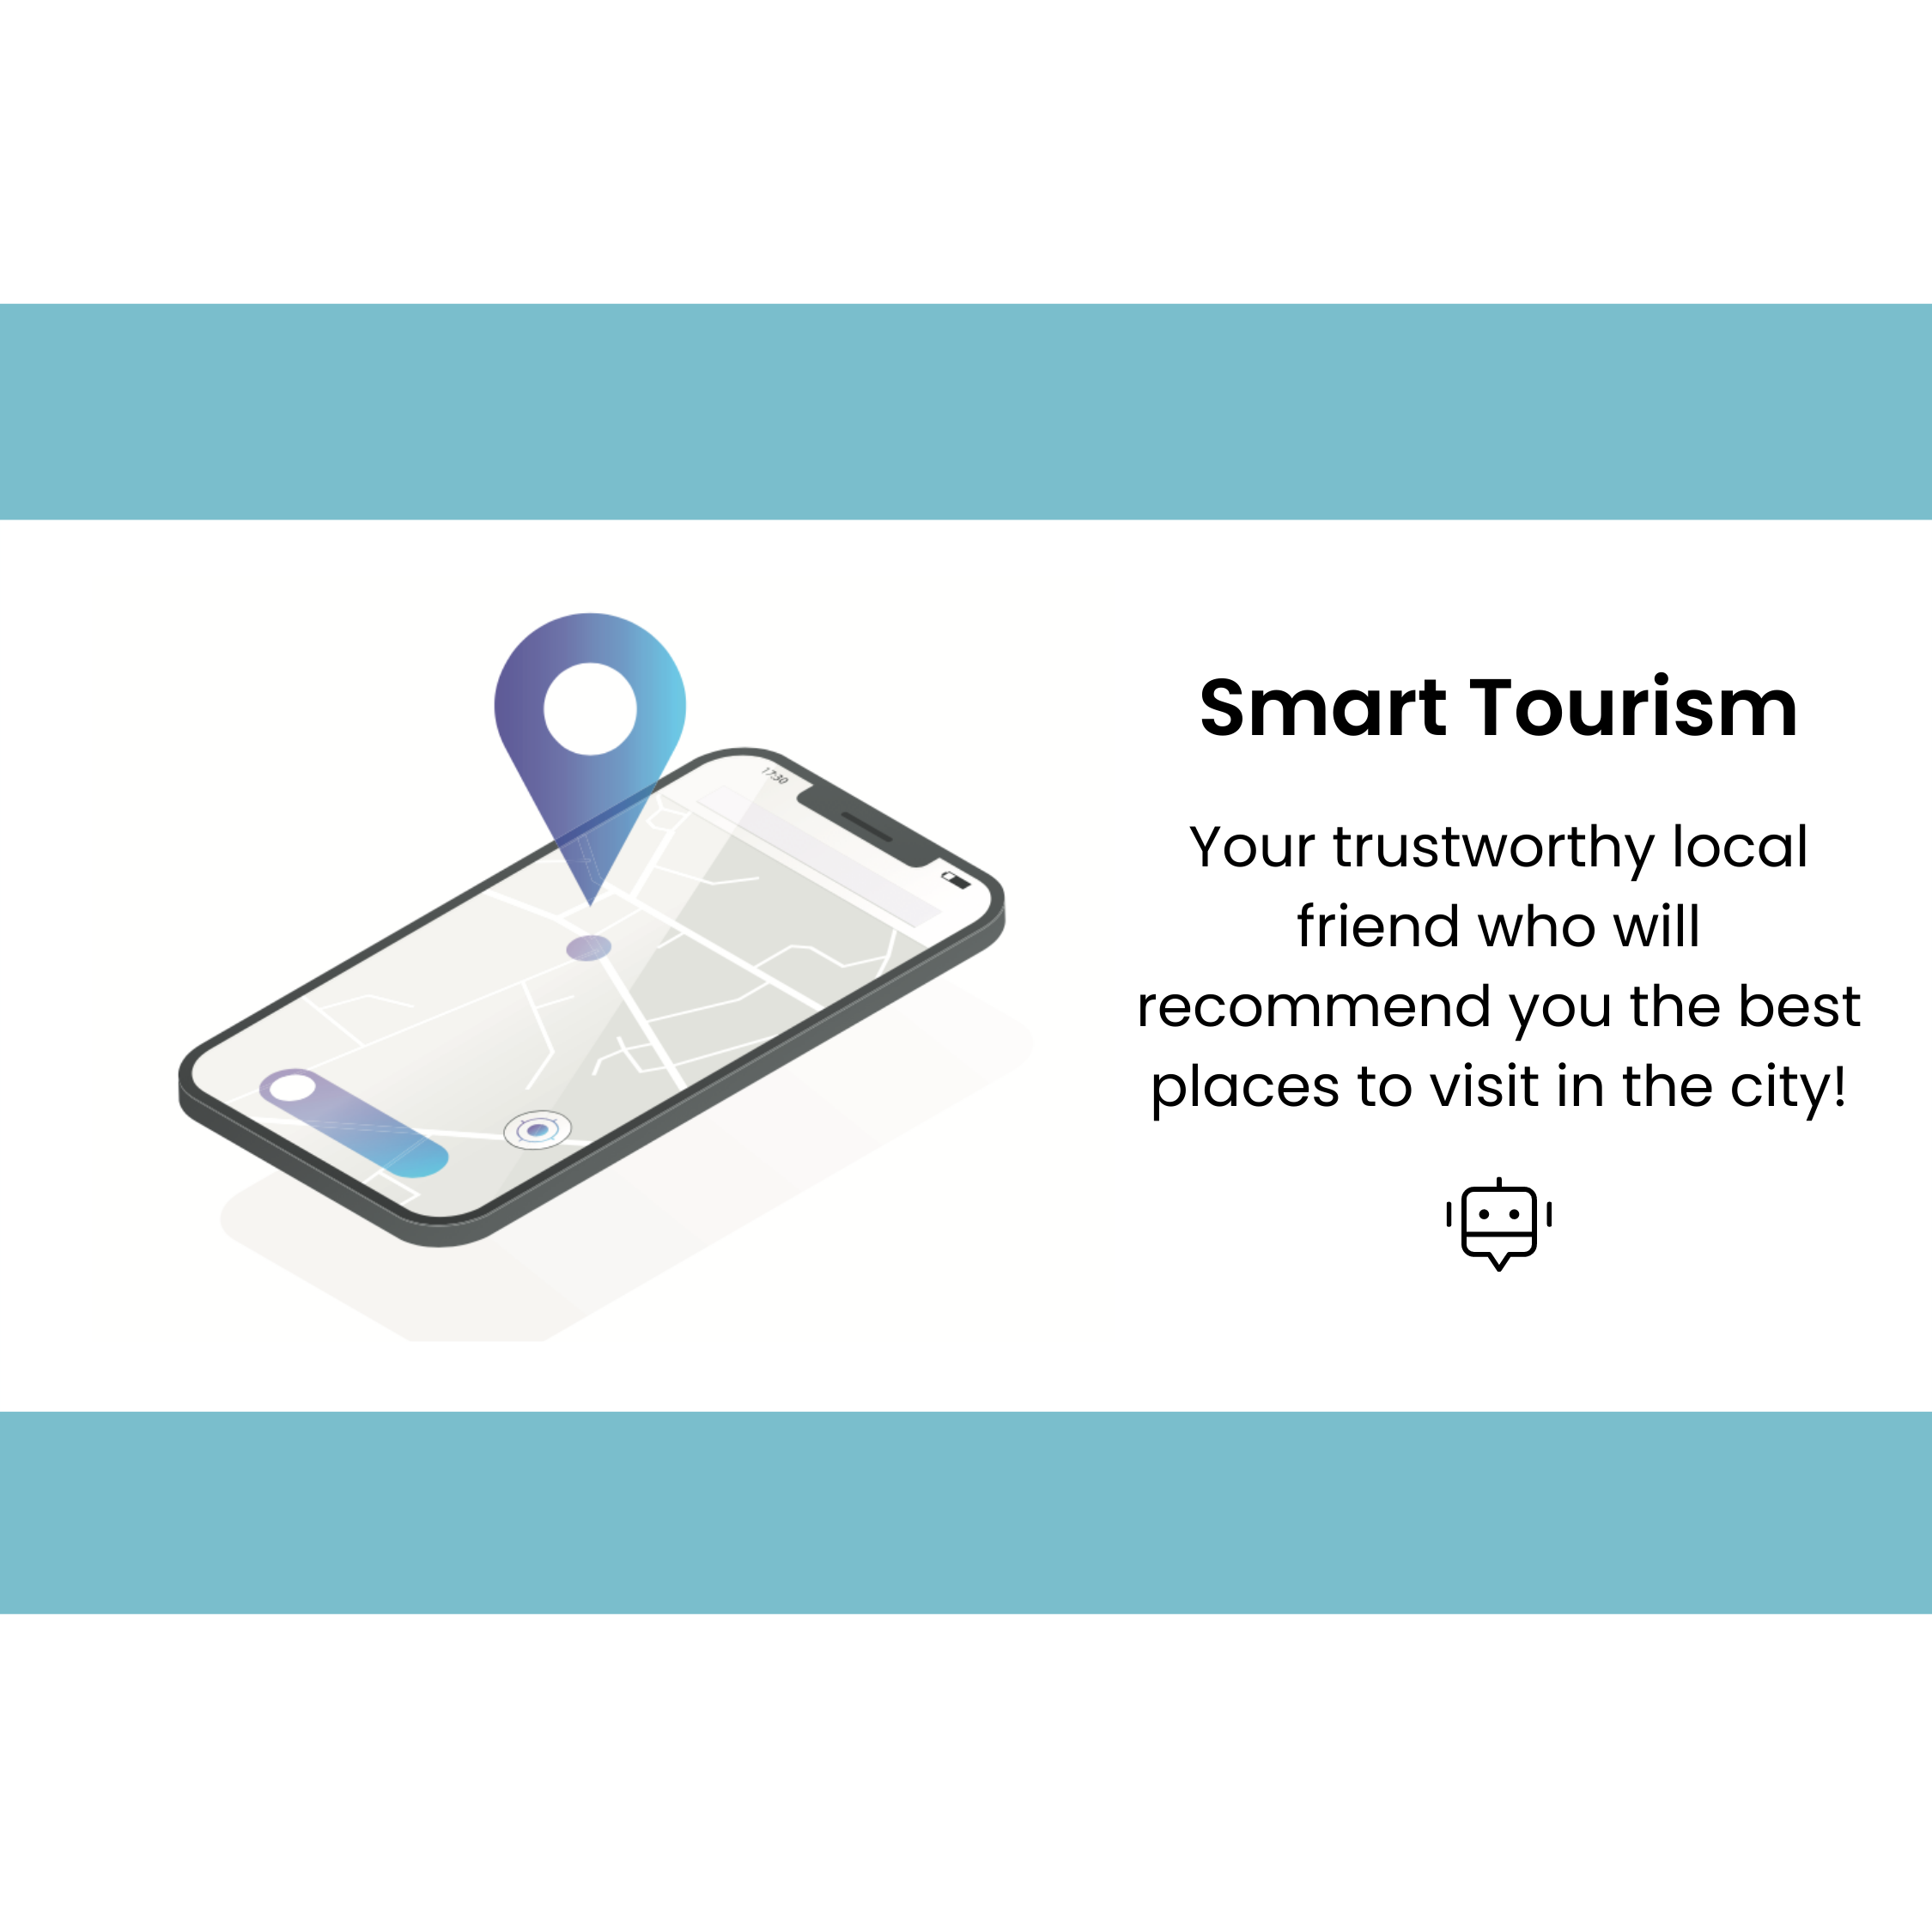 17:30
Smart Tourism
Your trustworthy local
friend who will
recommend you the best
places to visit in the city!